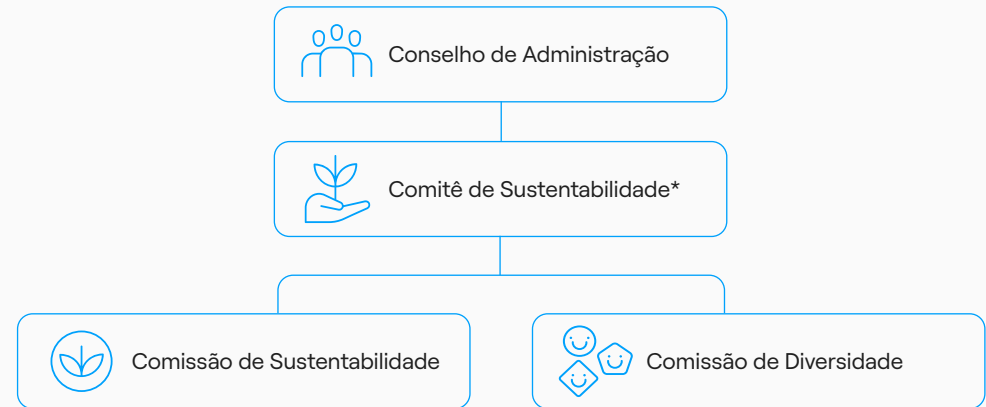 Conselho de Administração
Comitê de Sustentabilidade*
Comissão de Sustentabilidade
Comissão de Diversidade